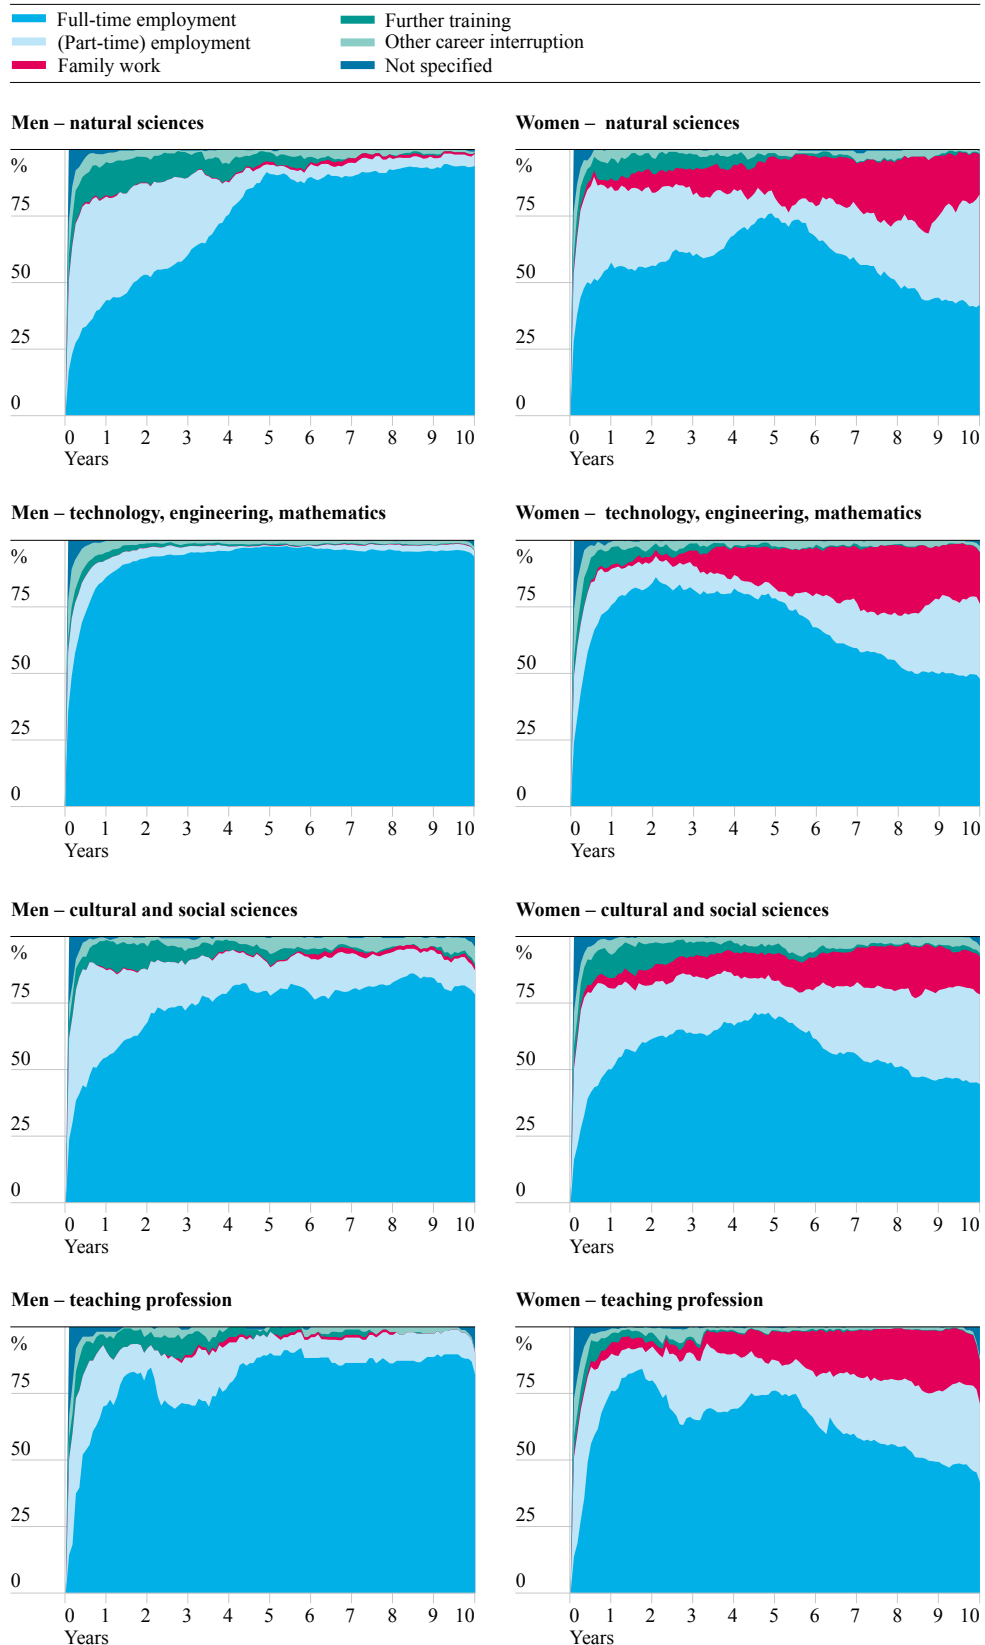 Full-time employment
(Part-time) employment
Family work
Further training
Other career interruption
Not specified
Men – natural sciences
%
75
50
25
0
0 1 2 3 4 5 6 7 8 9 10
Years
Women – natural sciences
%
75
50
25
0
0 1 2 3 4 5 6 7 8 9 10
Years
Men – technology, engineering, mathematics
%
75
50
25
0
0 1 2 3 4 5 6 7 8 9 10
Years
Women – technology, engineering, mathematics
%
75
50
25
0
0 1 2 3 4 5 6 7 8 9 10
Years
Men – cultural and social sciences
%
75
50
25
0
0 1 2 3 4 5 6 7 8 9 10
Years
Women – cultural and social sciences
%
75
50
25
0
0 1 2 3 4 5 6 7 8 9 10
Years
Men – teaching profession
%
75
50
25
0
0 1 2 3 4 5 6 7 8 9 10
Years
Women – teaching profession
%
75
50
25
0
0 1 2 3 4 5 6 7 8 9 10
Years